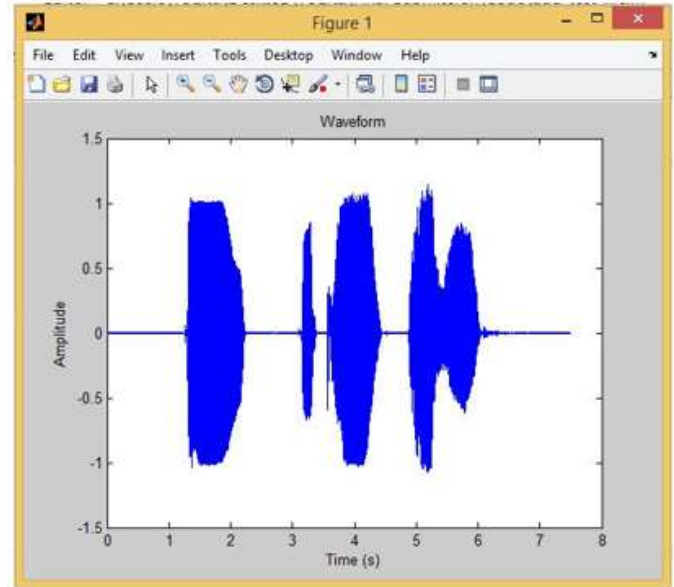 Figure 1
File Edit View Insert Tools Desktop Window Help
Waveform
1.5
1
0.5
0
-0.5
-1
-1.5
Amplitude
0 1 2 3 4 5 6 7 8
Time (s)